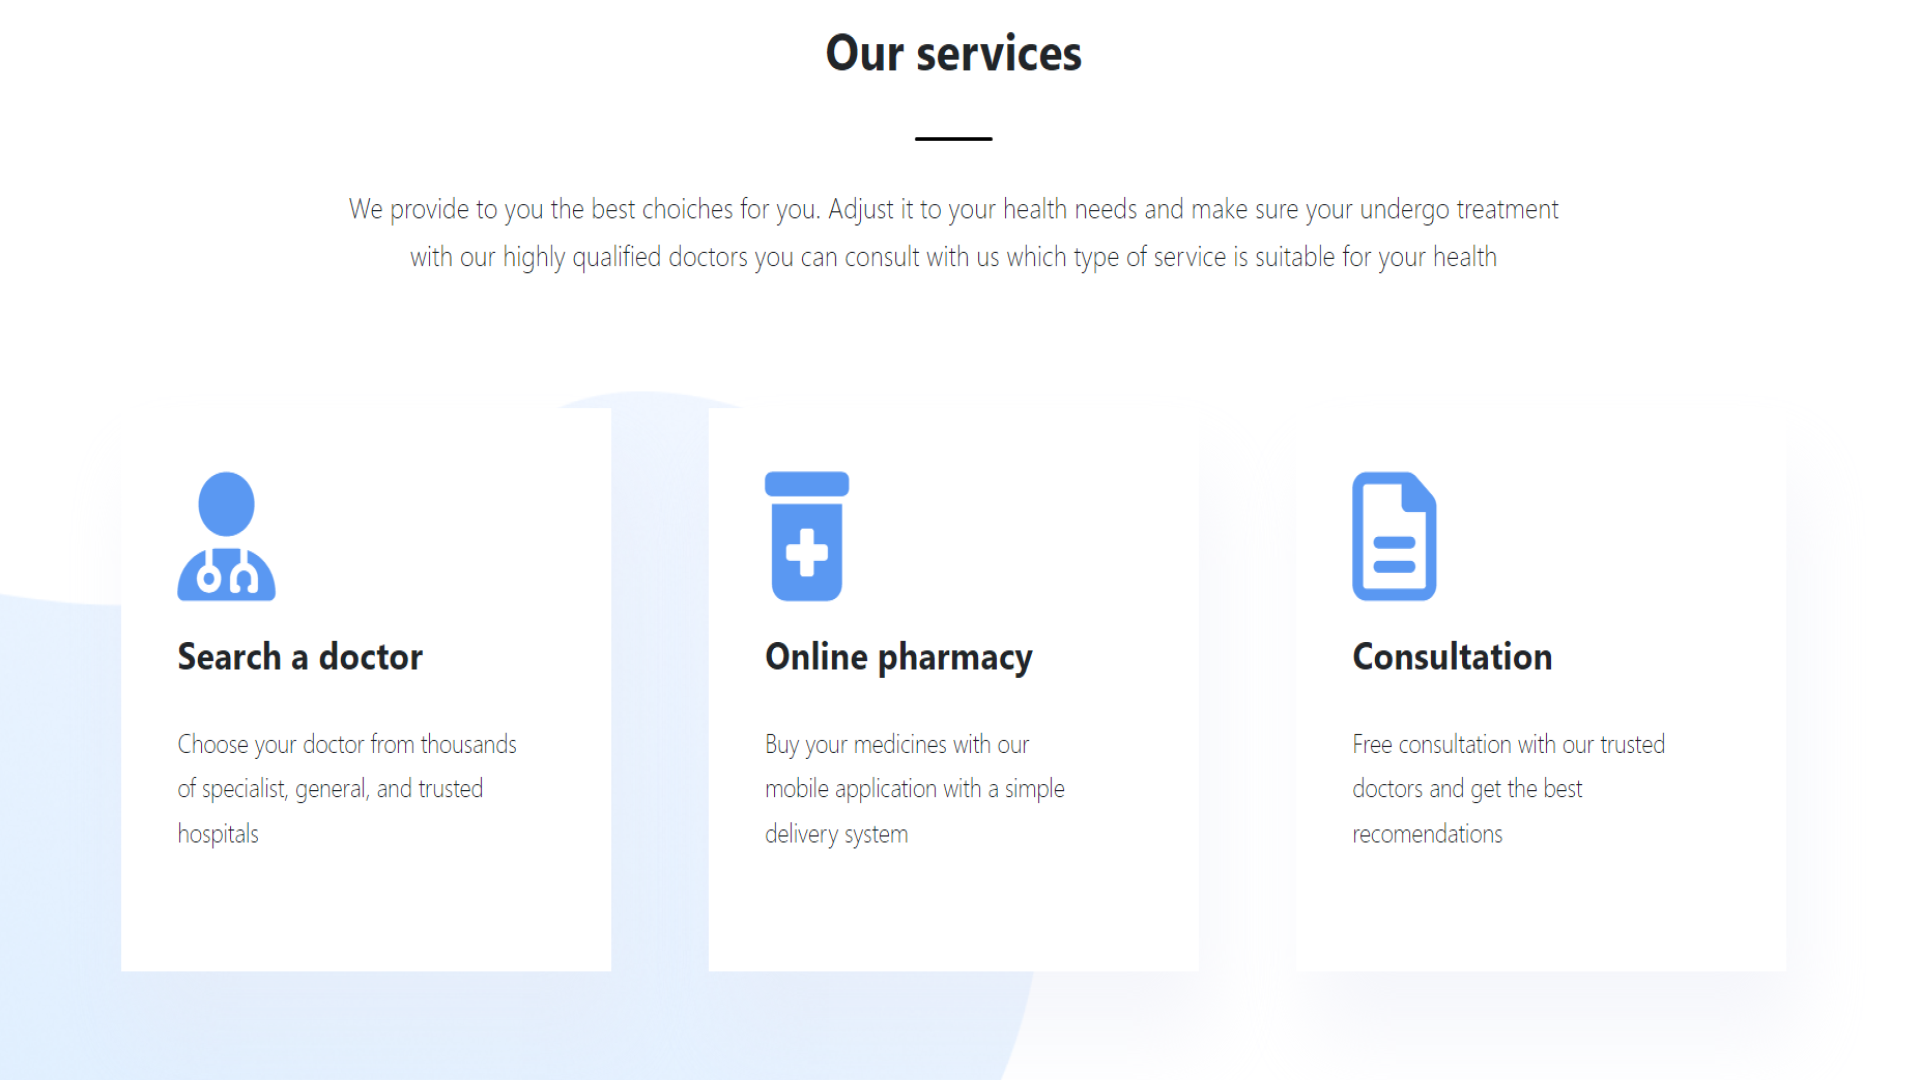 Our services
We provide to you the best choiches for you. Adjust it to your health needs and make sure your undergo treatment
with our highly qualified doctors you can consult with us which type of service is suitable for your health
Search a doctor
Choose your doctor from thousands
of specialist, general, and trusted
hospitals
Online pharmacy
Buy your medicines with our
mobile application with a simple
delivery system
Consultation
Free consultation with our trusted
doctors and get the best
recomendations